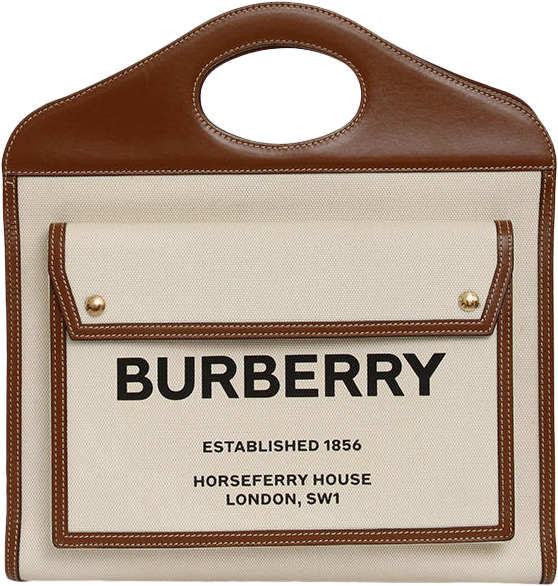 BURBERRY
ESTABLISHED 1856
HORSEFERRY HOUSE
LONDON, SW1